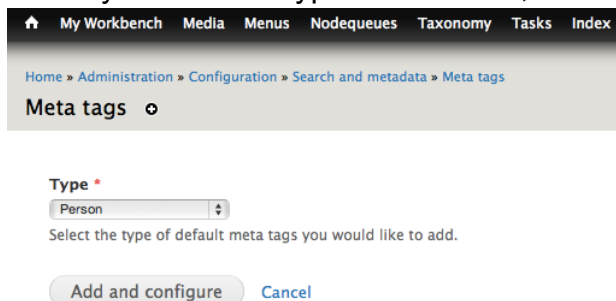 My Workbench Media Menus Nodequeues Taxonomy Tasks Index
Home » Administration » Configuration » Search and metadata » Meta tags
Meta tags
Type *
Person
Select the type of default meta tags you would like to add.
Add and configure Cancel